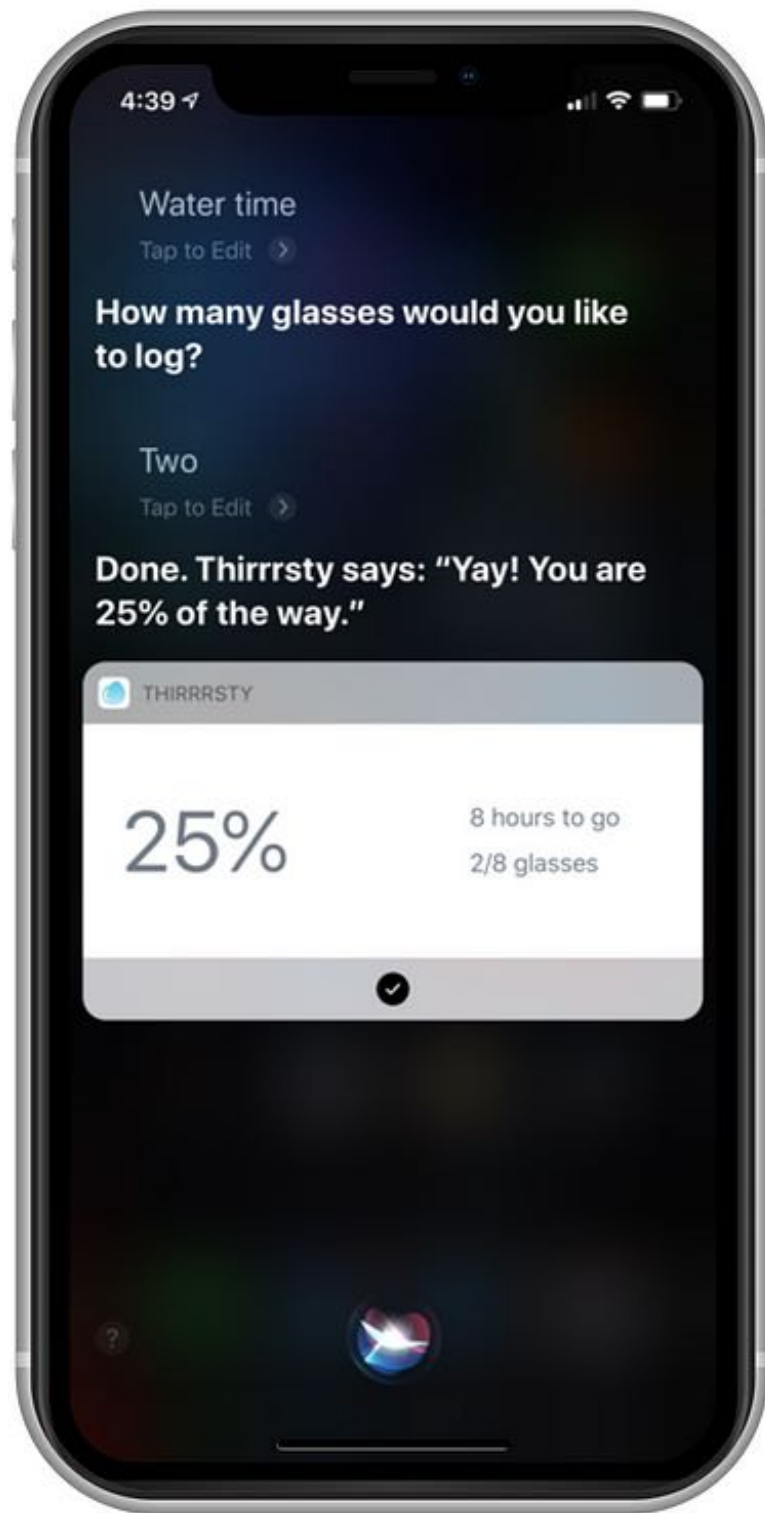 4:39
Water time
Tap to Edit
How many glasses would you like
to log?
Two
Tap to Edit
Done. Thirrrsty says: “Yay! You are
25% of the way.”
THIRRRSTY
25%
8 hours to go
2/8 glasses
?